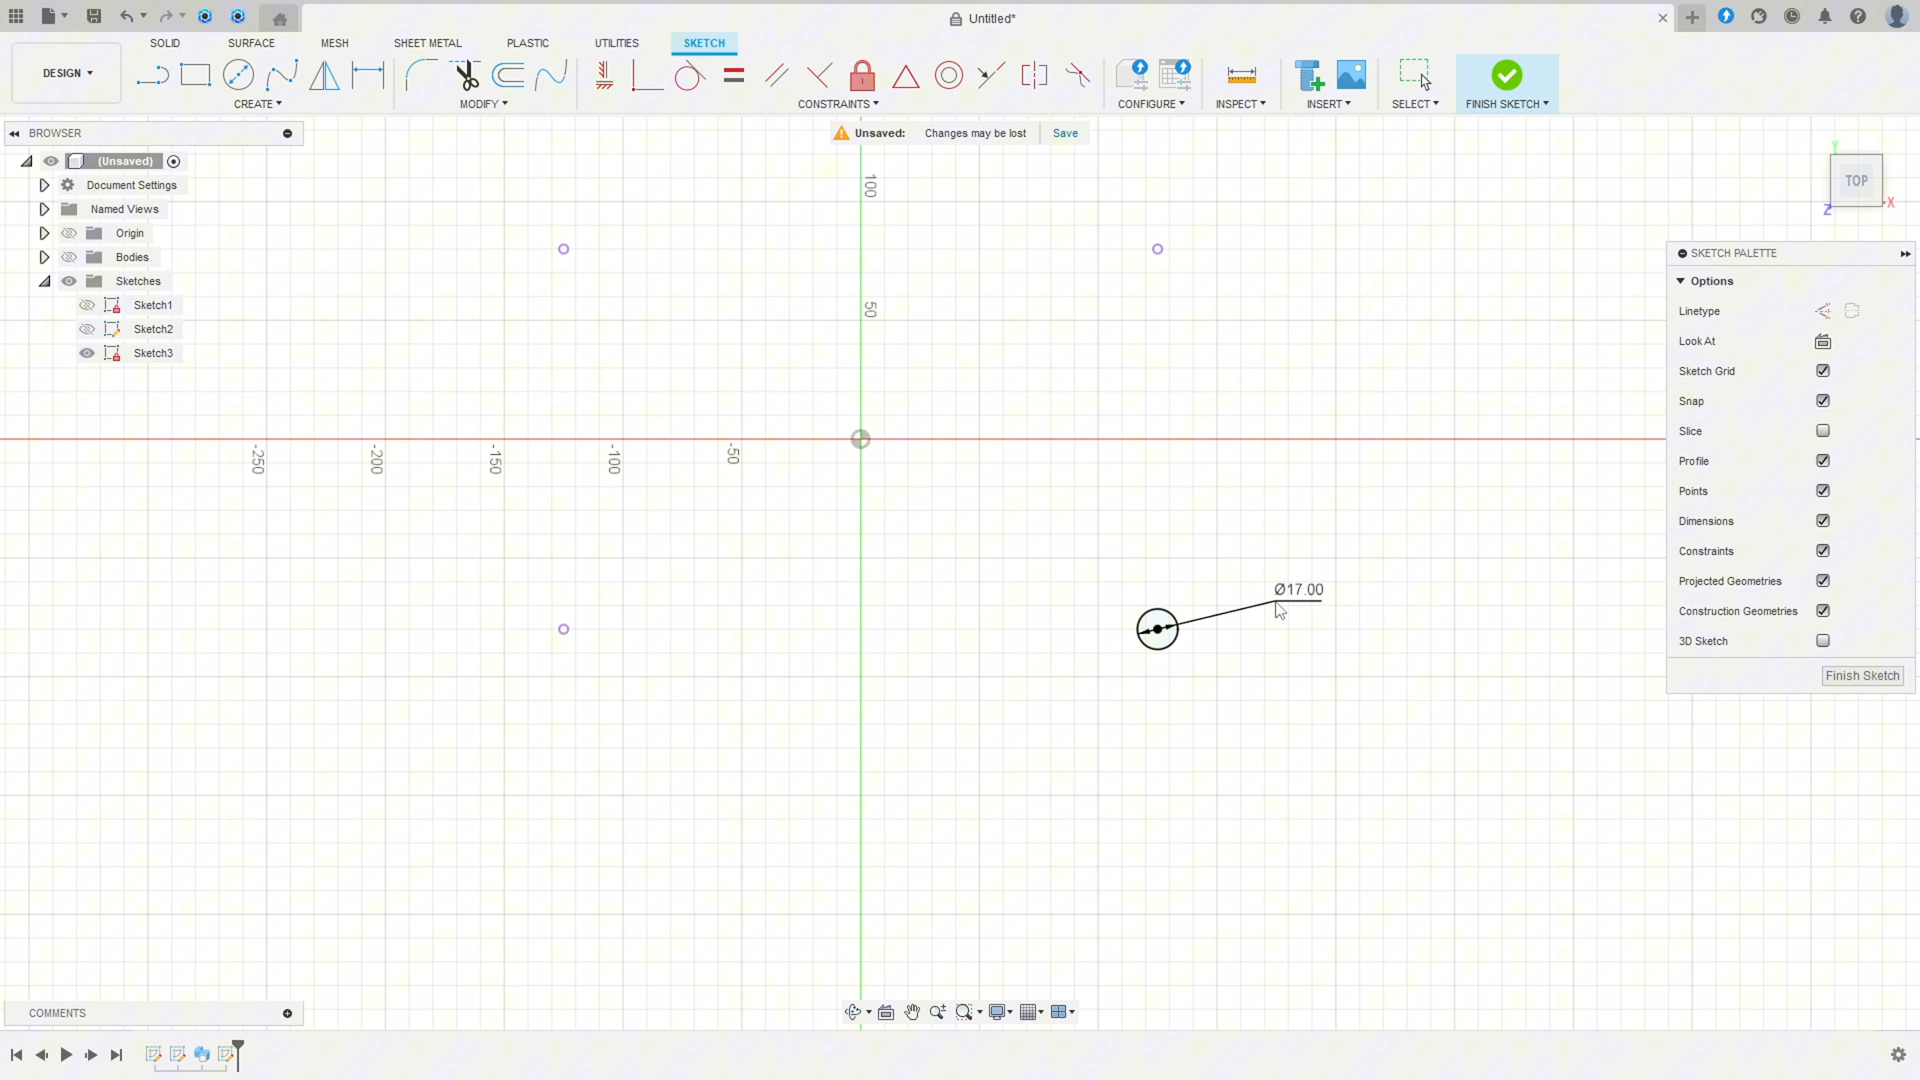 Untitled*
SOLID SURFACE MESH SHEET METAL PLASTIC UTILITIES SKETCH
DESIGN
CREATE MODIFY CONSTRAINTS CONFIGURE INSPECT INSERT SELECT FINISH SKETCH
BROWSER
Unsaved: Changes may be lost Save
(Unsaved)
Document Settings
Named Views
Origin
Bodies
Sketches
Sketch1
Sketch2
Sketch3
100
50
-250 -200 -150 -100 -50
Ø17.00
TOP
Y
X
Z
SKETCH PALETTE
Options
Linetype
Look At
Sketch Grid
Snap
Slice
Profile
Points
Dimensions
Constraints
Projected Geometries
Construction Geometries
3D Sketch
Finish Sketch
COMMENTS